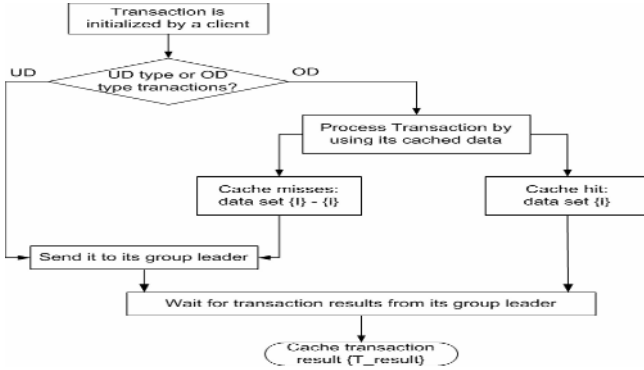 Transaction is
initialized by a client
UD
UD type or OD
type tranactions?
OD
Process Transaction by
using its cached data
Cache misses:
data set {I} - {i}
Cache hit:
data set {i}
Send it to its group leader
Wait for transaction results from its group leader
Cache transaction
result {T_result}